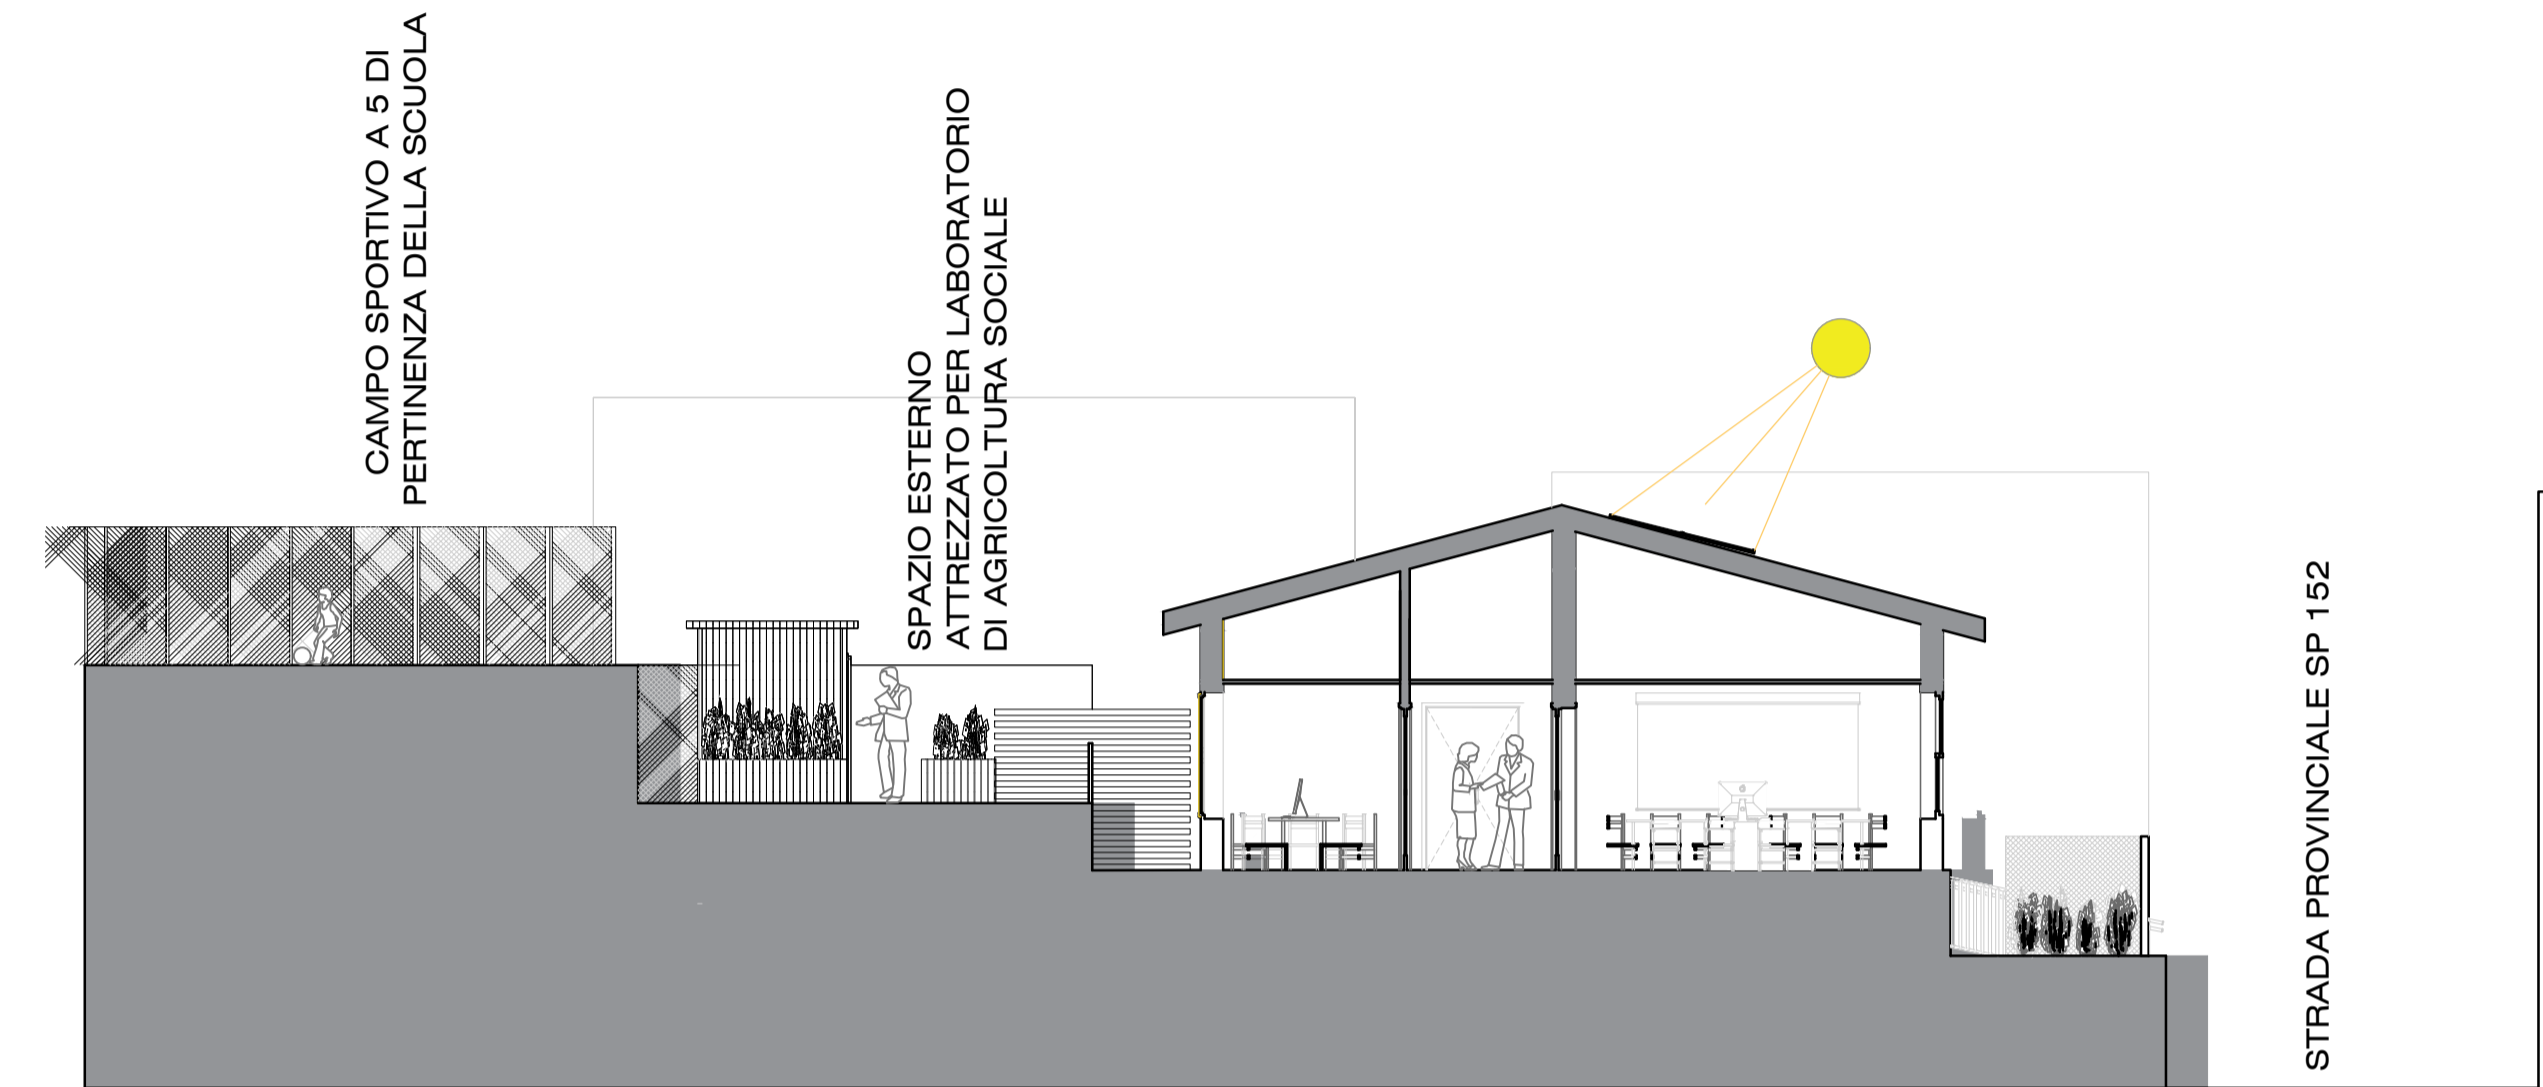 CAMPO SPORTIVO A 5 DI
PERTINENZA DELLA SCUOLA
SPAZIO ESTERNO
ATTREZZATO PER LABORATORIO
DI AGRICOLTURA SOCIALE
STRADA PROVINCIALE SP 152